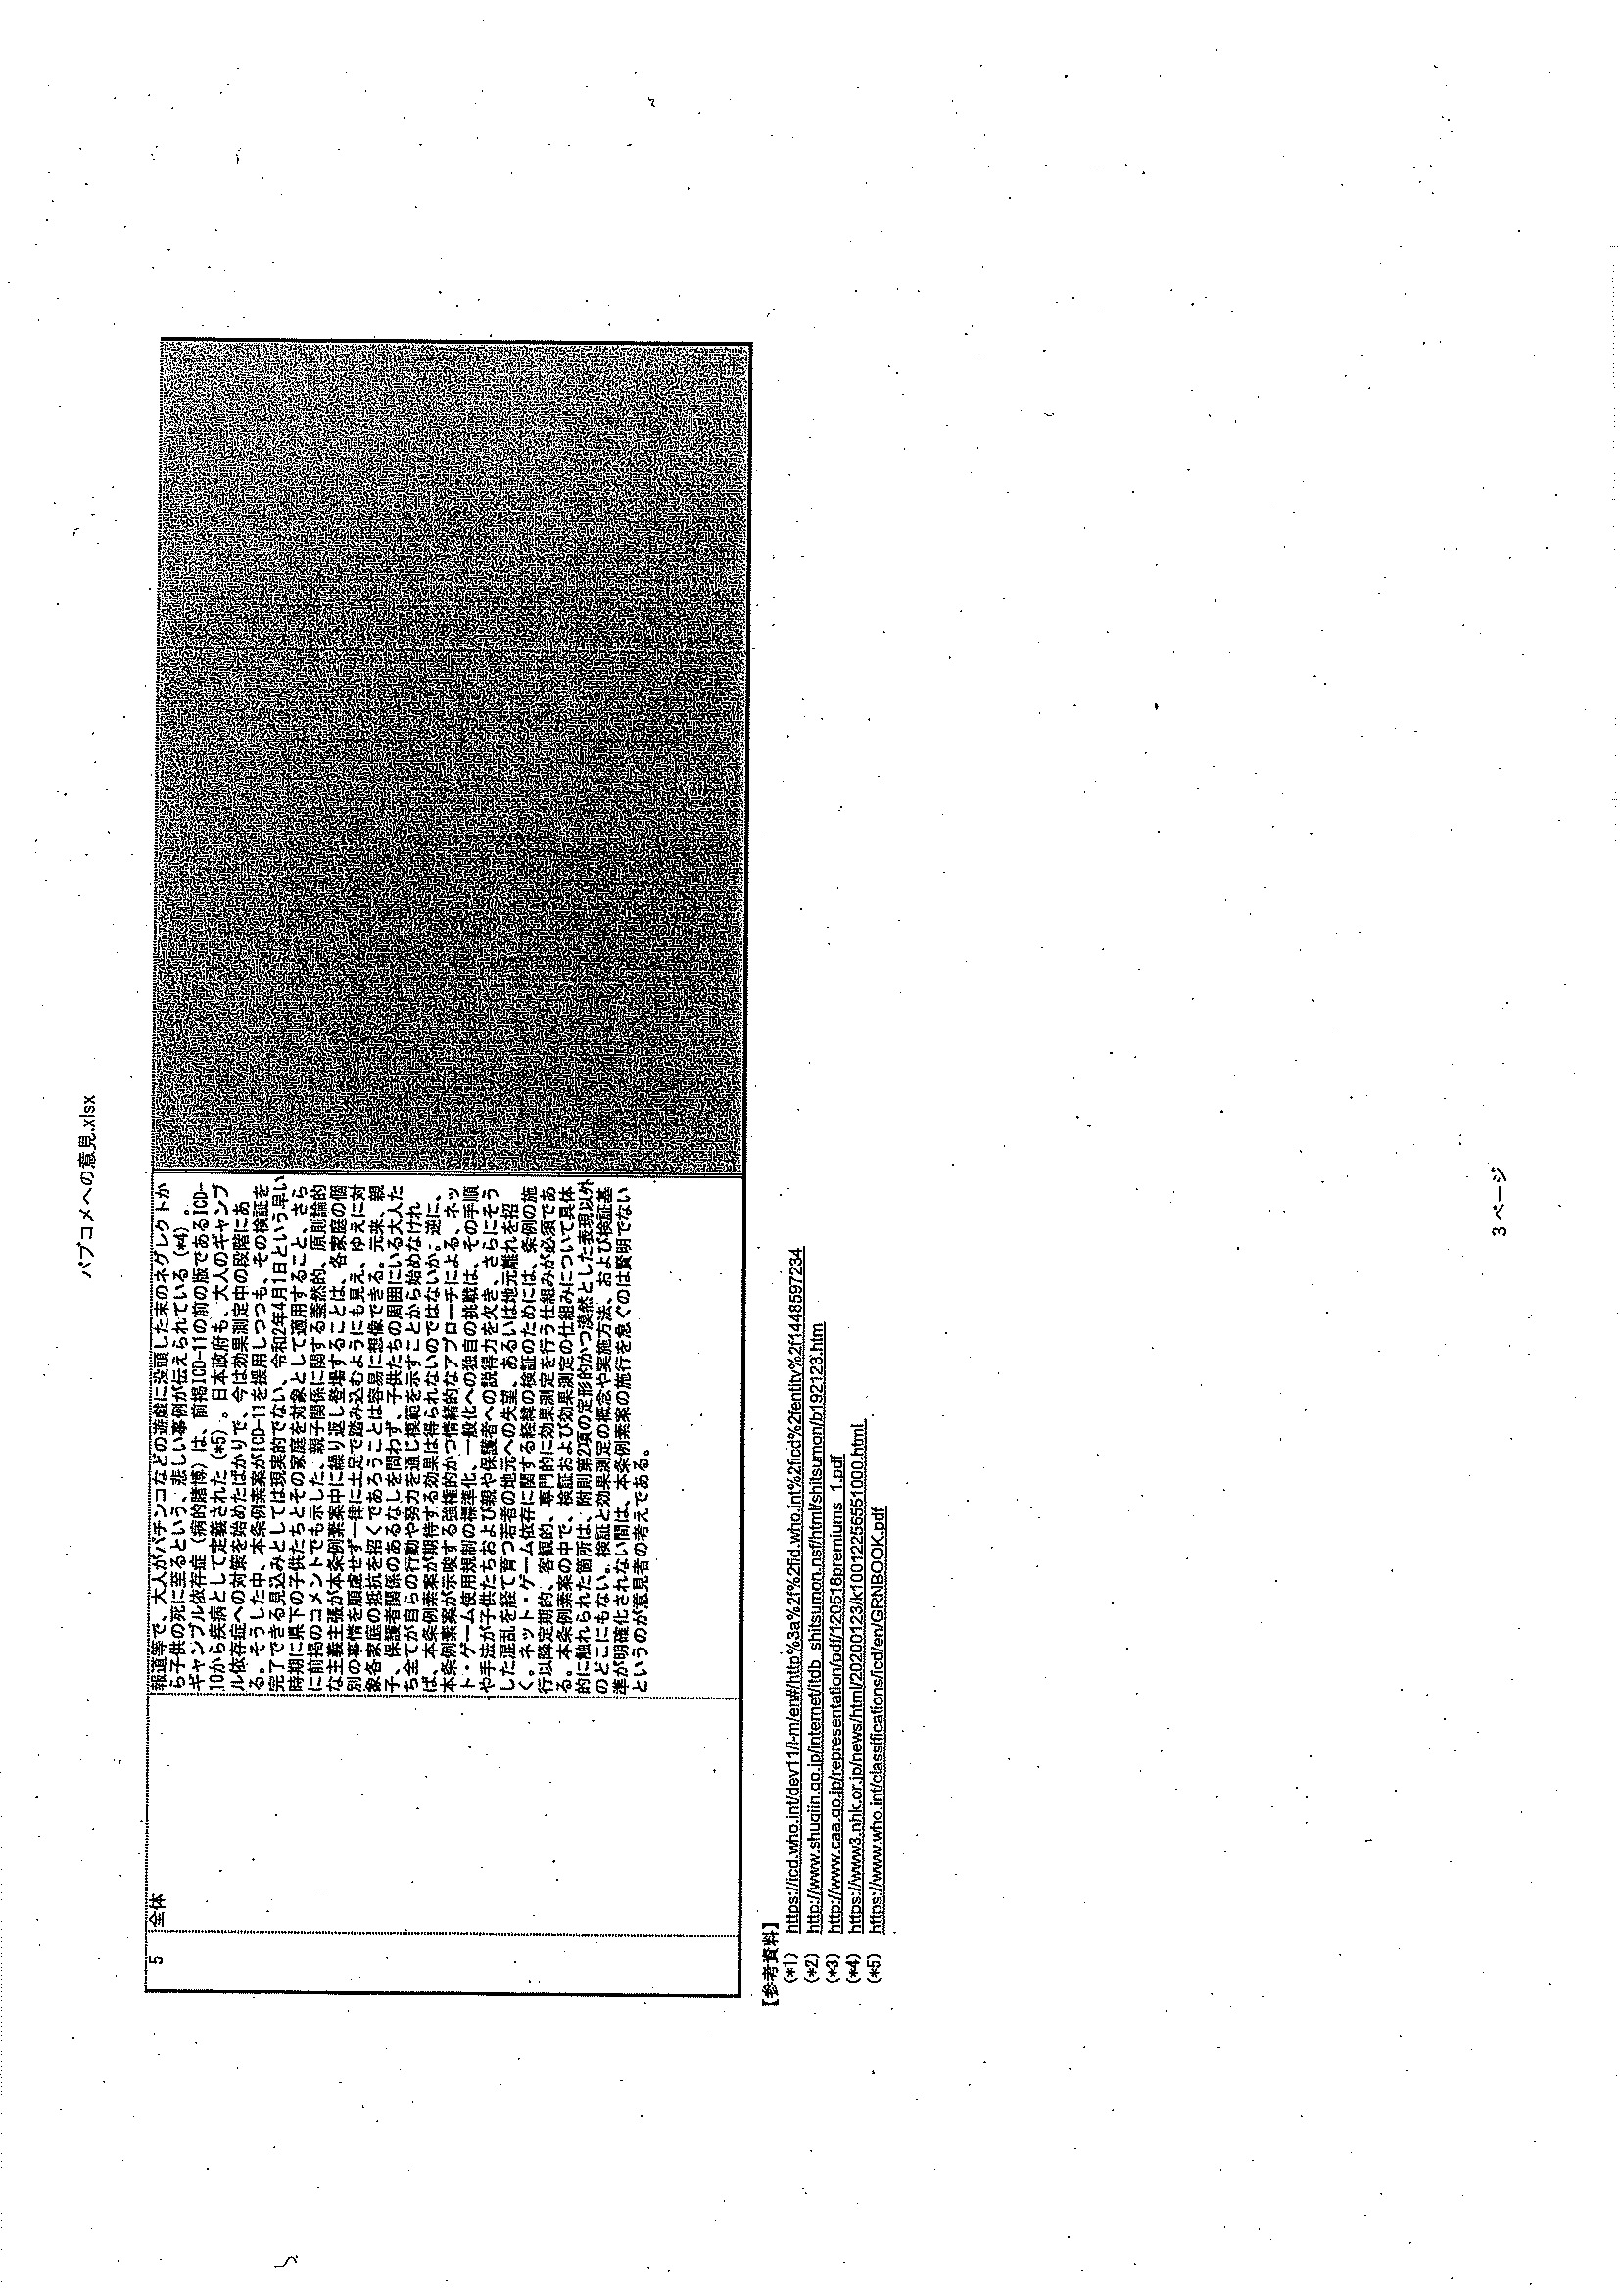 パブコメへの意見.xlsx
5
全体
報道等で、大人がパチンコなどの遊戯に没頭した末のネグレクトか
ら子供の死に至るという、悲しい事例が伝えられている（*4）。
ギャンブル依存症（病的賭博）は、前掲ICD-11の前の版であるICD-
10から疾病として定義された（*5）。日本政府も、大人のギャンブ
ル依存症への対策を始めたばかりで、今は効果測定中の段階にあ
る。そうした中、本条例素案がICD-11を援用しつつも、その検証を
完了できる見込みとしては現実的でない、令和2年4月1日という早い
時期に県下の子供たちとその家庭を対象として適用すること、さら
に前掲のコメントでも示した、親子関係に関する蓋然的、原則論的
な主義主張が本条例素案中に繰り返し登場することは、各家庭の個
別の事情を顧慮せず一律に土足で踏み込むようにも見え、ゆえに対
象各家庭の抵抗を招くであろうことは容易に想像できる。元来、親
子、保護者関係のあるなしを問わず、子供たちの周囲にいる大人た
ち全てが自らの行動や努力を通じ模範を示すことから始めなけれ
ば、本条例素案が期待する効果は得られないのではないか。逆に、
本条例素案が示唆する強権的かつ情緒的なアプローチによる、ネッ
ト・ゲーム使用規制の標準化、一般化への独自の挑戦は、その手順
や手法が子供たちおよび親や保護者への説得力を欠き、さらにそう
した混乱を経て育つ若者の地元への失望、あるいは地元離れを招
く。ネット・ゲーム依存に関する経緯の検証のためには、条例の施
行以降定期的、客観的、専門的に効果測定を行う仕組みが必須であ
る。本条例素案の中で、検証および効果測定の仕組みについて具体
的に触れられた箇所は、附則第2項の定形的かつ漠然とした表現以外
のどこにもない。検証と効果測定の概念や実施方法、および検証基
準が明確化されない間は、本条例素案の施行を急ぐのは賢明でない
というのが意見者の考えである。
【参考資料】
(*1) https://icd.who.int/dev11/l-m/en#/http%3a%2f%2fid.who.int%2ficd%2fentity%2f1448597234
(*2) http://www.shugiin.go.jp/internet/itdb_shitsumon.nsf/html/shitsumon/b192123.htm
(*3) http://www.caa.go.jp/representation/pdf/120518premiums_1.pdf
(*4) https://www3.nhk.or.jp/news/html/20200123/k10012256551000.html
(*5) https://www.who.int/classifications/icd/en/GRNBOOK.pdf
3 ページ